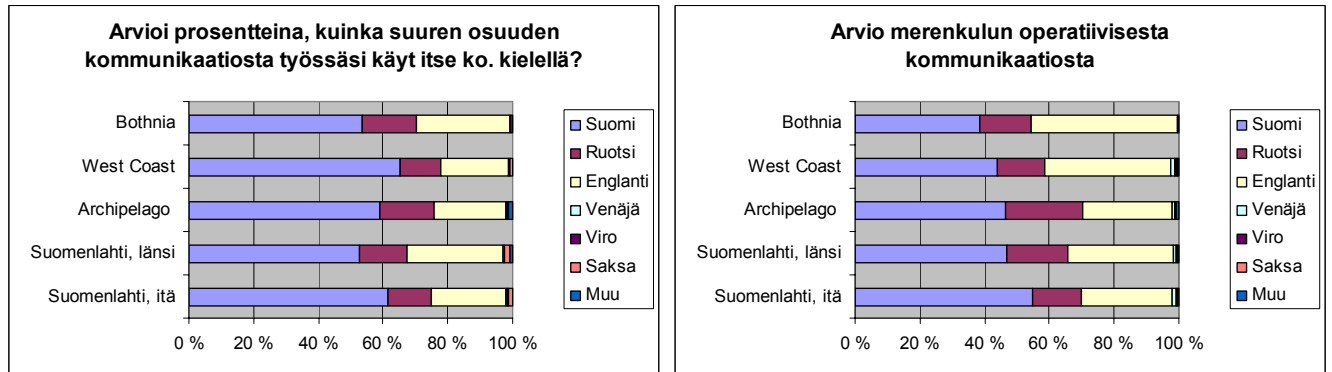 Arvioi prosentteina, kuinka suuren osuuden
kommunikaatiosta työssäsi käyt itse ko. kielellä?
Bothnia
West Coast
Archipelago
Suomenlahti, länsi
Suomenlahti, itä
0 % 20 % 40 % 60 % 80 % 100 %
Suomi
Ruotsi
Englanti
Venäjä
Viro
Saksa
Muu
Arvio merenkulun operatiivisesta
kommunikaatiosta
Bothnia
West Coast
Archipelago
Suomenlahti, länsi
Suomenlahti, itä
0 % 20 % 40 % 60 % 80 % 100 %
Suomi
Ruotsi
Englanti
Venäjä
Viro
Saksa
Muu